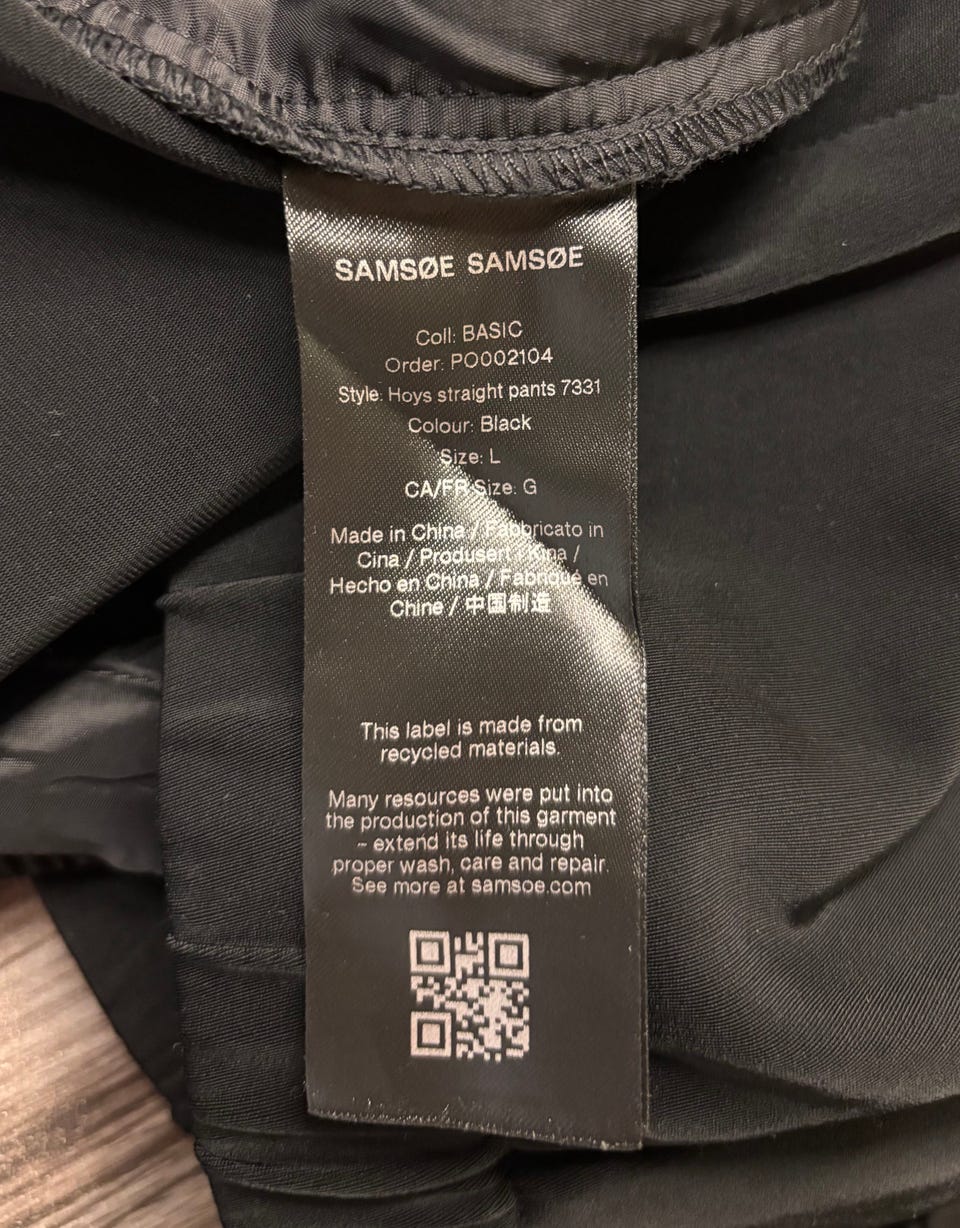 SAMSØE SAMSØE
Coll: BASIC
Order: PO002104
Style: Hoys straight pants 7331
Colour: Black
Size: L
CA/FR Size: G
Made in China / Fabbricato in
Cina / Produsert i Kina /
Hecho en China / Fabriqué en
Chine / 中国制造
This label is made from
recycled materials.
Many resources were put into
the production of this garment
- extend its life through
proper wash, care and repair.
See more at samsoe.com